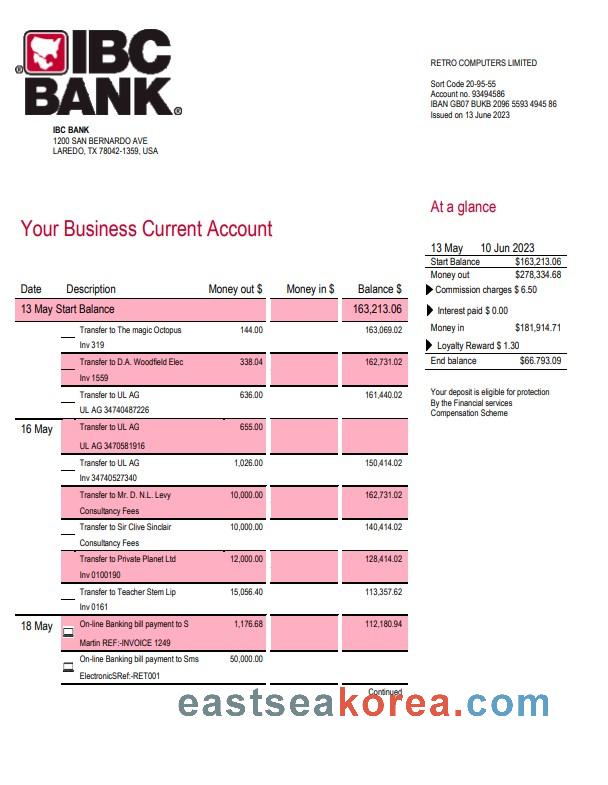 IBC
BANK
®
®
IBC BANK
1200 SAN BERNARDO AVE
LAREDO, TX 78042-1359, USA
RETRO COMPUTERS LIMITED
Sort Code 20-95-55
Account no. 93494586
IBAN GB07 BUKB 2096 5593 4945 86
Issued on 13 June 2023
Your Business Current Account
At a glance
13 May 10 Jun 2023
Start Balance $163,213.06
Money out $278,334.68
Commission charges $ 6.50
Interest paid $ 0.00
Money in $181,914.71
Loyalty Reward $ 1.30
End balance $66.793.09
Your deposit is eligible for protection
By the Financial services
Compensation Scheme
Date Description Money out $ Money in $ Balance $
13 May Start Balance 163,213.06
Transfer to The magic Octopus 144.00 163,069.02
Inv 319
Transfer to D.A. Woodfield Elec 338.04 162,731.02
Inv 1559
Transfer to UL AG 636.00 161,440.02
UL AG 34740487226
16 May Transfer to UL AG 655.00
UL AG 3470581916
Transfer to UL AG 1,026.00 150,414.02
Inv 34740527340
Transfer to Mr. D. N.L. Levy 10,000.00 162,731.02
Consultancy Fees
Transfer to Sir Clive Sinclair 10,000.00 140,414.02
Consultancy Fees
Transfer to Private Planet Ltd 12,000.00 128,414.02
Inv 0100190
Transfer to Teacher Stem Lip 15,056.40 113,357.62
Inv 0161
18 May On-line Banking bill payment to S 1,176.68 112,180.94
Martin REF:-INVOICE 1249
On-line Banking bill payment to Sms 50,000.00
ElectronicSRef:-RET001
Continued
eastseakorea.com